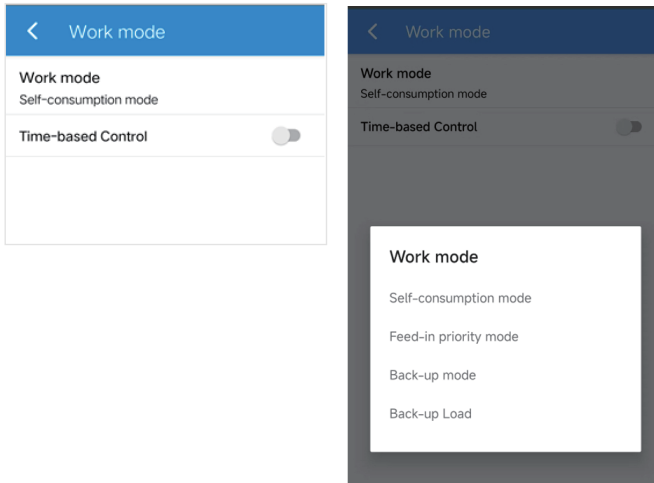 Work mode
Work mode
Self-consumption mode
Time-based Control
Work mode
Work mode
Self-consumption mode
Time-based Control
Work mode
Self-consumption mode
Feed-in priority mode
Back-up mode
Back-up Load